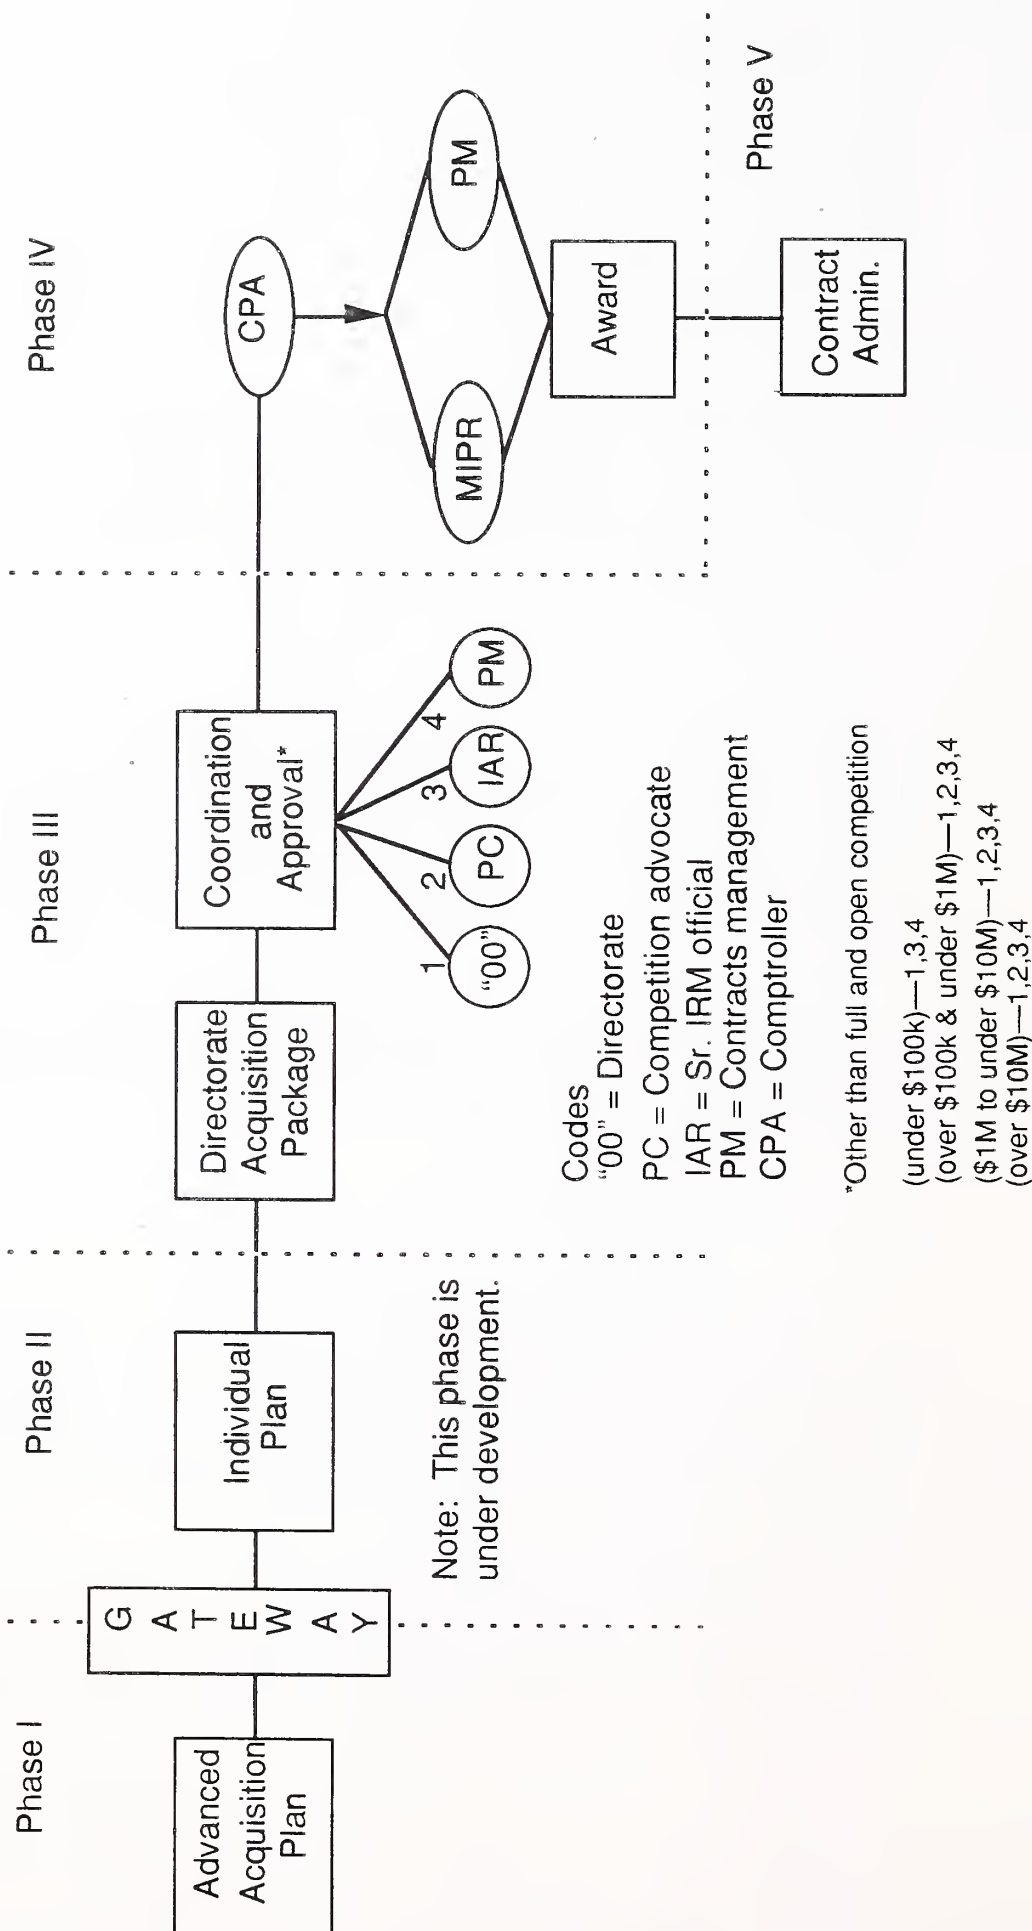 Phase I
Phase II
Phase III
Phase IV
Advanced
Acquisition
Plan
G
A
T
E
W
A
Y
Individual
Plan
Note: This phase is
under development.
Directorate
Acquisition
Package
Coordination
and
Approval*
1
2
3
4
“00”
PC
IAR
PM
CPA
MIPR
PM
Award
Phase V
Contract
Admin.
Codes
“00” = Directorate
PC = Competition advocate
IAR = Sr. IRM official
PM = Contracts management
CPA = Comptroller
*Other than full and open competition
(under $100k)—1,3,4
(over $100k & under $1M)—1,2,3,4
($1M to under $10M)—1,2,3,4
(over $10M)—1,2,3,4